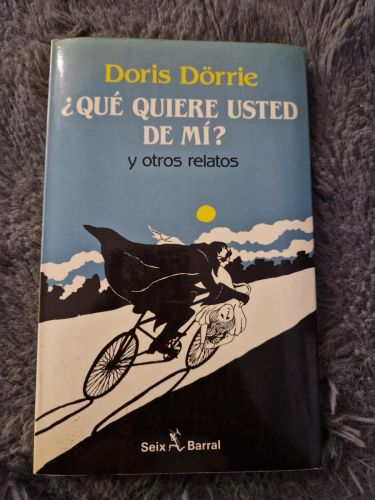 Doris Dörrie
¿QUÉ QUIERE USTED
DE MÍ?
y otros relatos
Seix Barral